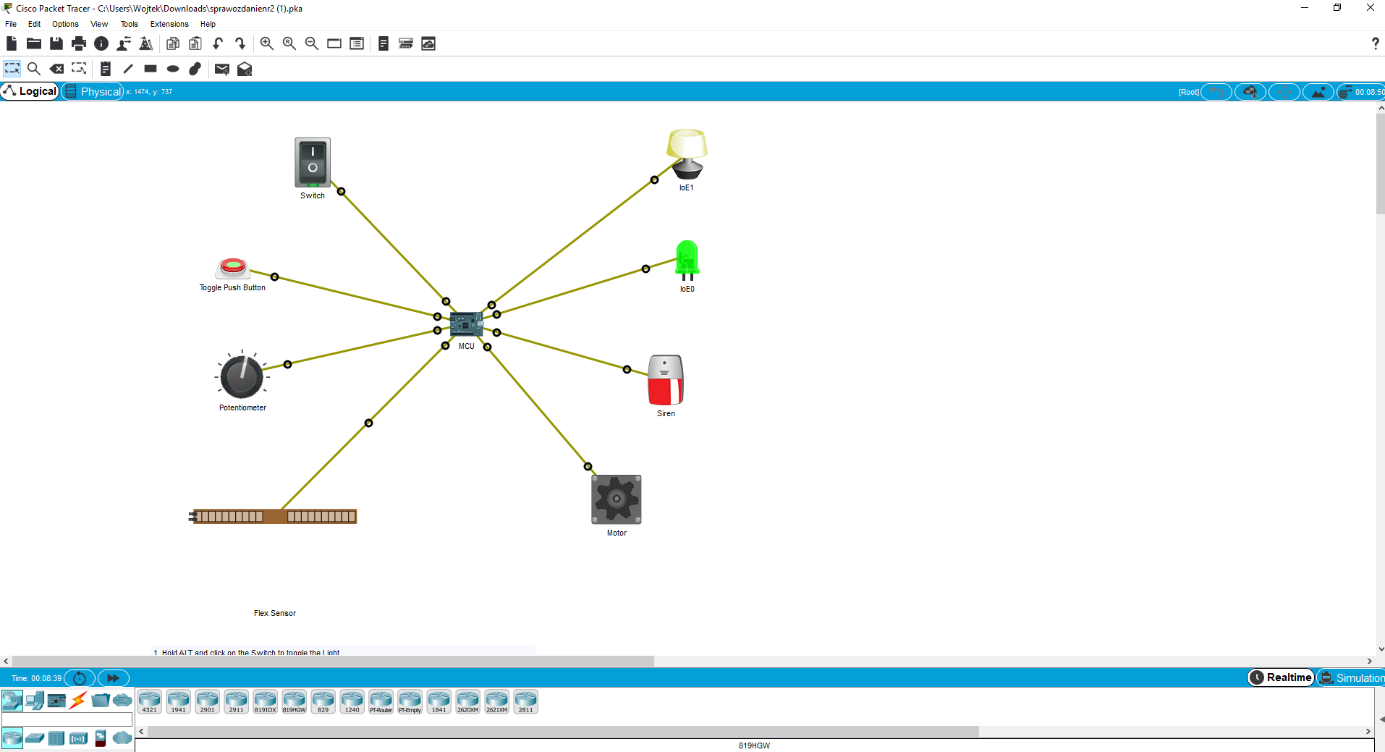 Cisco Packet Tracer - C:\Users\Wojtek\Downloads\sprawozdanienr2 (1).pka
File Edit Options View Tools Extensions Help
?
Logical Physical x: 1474, y: 737 [Root] 00:08:50
Switch
IoE1
Toggle Push Button
IoE0
MCU
Potentiometer
Siren
Motor
Flex Sensor
1. Hold ALT and click on the Switch to toggle the Light
Time: 00:08:39 Realtime Simulation
4321 1941 2901 2911 819IOX 819HGW 829 1240 PT-Router PT-Empty 1841 2620XM 2621XM 2811
819HGW